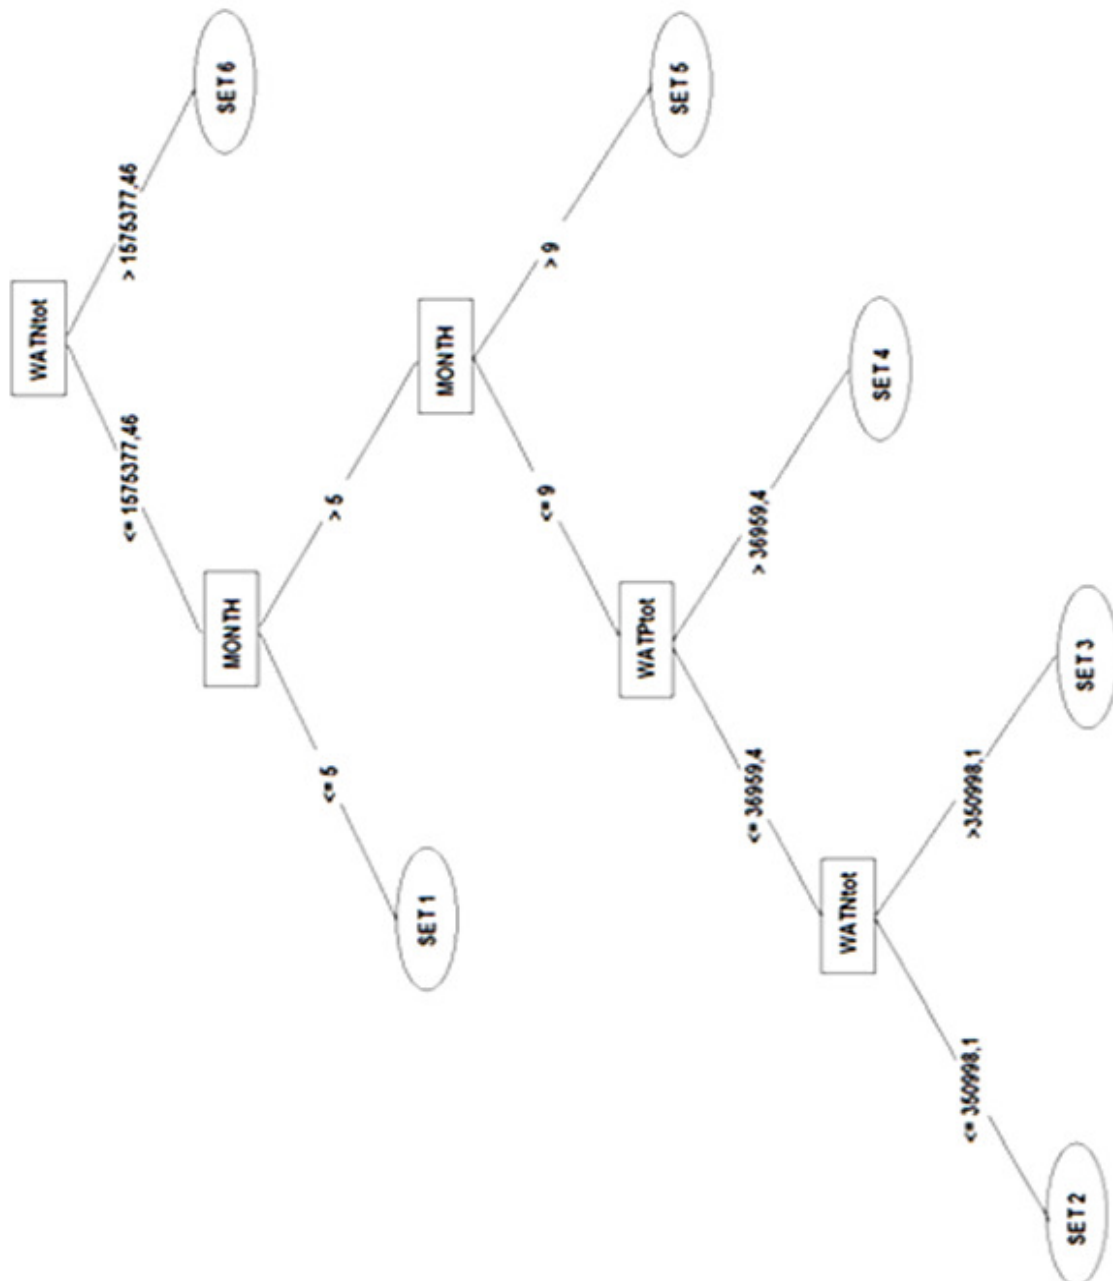 WATNtot
<= 1575377,46
> 1575377,46
MONTH
SET 6
<= 5
> 5
SET 1
MONTH
<= 9
> 9
WATPtot
SET 5
<= 36959,4
> 36959,4
WATNtot
SET 4
<= 350998,1
>350998,1
SET 2
SET 3